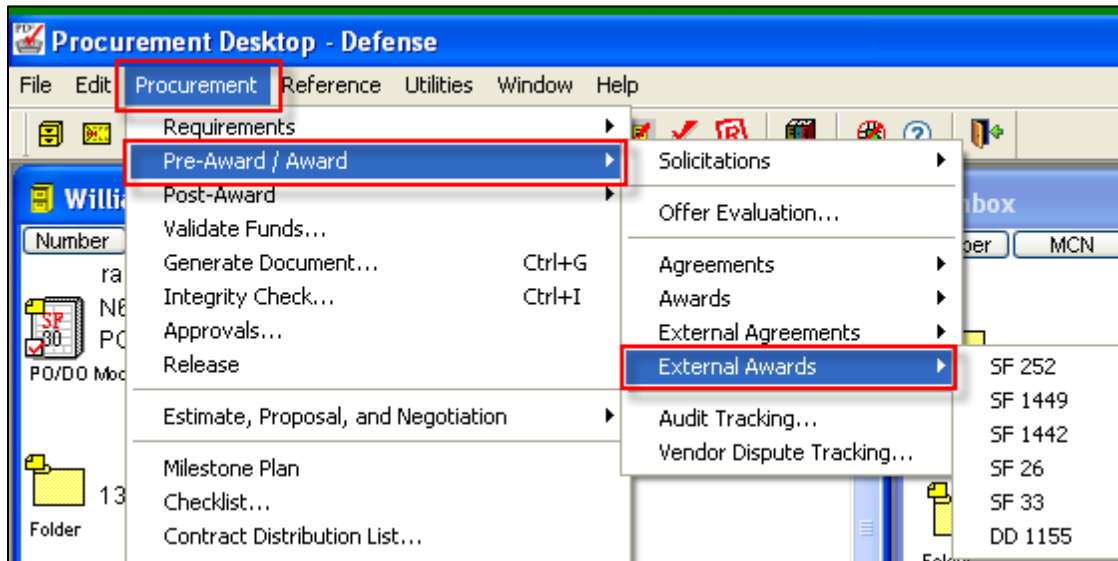 Procurement Desktop - Defense
File Edit Procurement Reference Utilities Window Help
Requirements
Pre-Award / Award
Post-Award
Validate Funds...
Generate Document... Ctrl+G
Integrity Check... Ctrl+I
Approvals...
Release
Estimate, Proposal, and Negotiation
Milestone Plan
Checklist...
Contract Distribution List...
Solicitations
Offer Evaluation...
Agreements
Awards
External Agreements
External Awards
Audit Tracking...
Vendor Dispute Tracking...
SF 252
SF 1449
SF 1442
SF 26
SF 33
DD 1155
Number
SF
30
PO/DO Mod
13
Folder
MCN